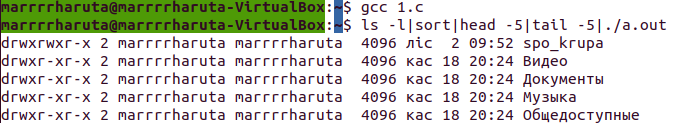 marrrrharuta@marrrrharuta-VirtualBox:~$ gcc 1.c
marrrrharuta@marrrrharuta-VirtualBox:~$ ls -l|sort|head -5|tail -5|./a.out
drwxrwxr-x 2 marrrrharuta marrrrharuta 4096 ліс 2 09:52 spo_krupa
drwxr-xr-x 2 marrrrharuta marrrrharuta 4096 кас 18 20:24 Видео
drwxr-xr-x 2 marrrrharuta marrrrharuta 4096 кас 18 20:24 Документы
drwxr-xr-x 2 marrrrharuta marrrrharuta 4096 кас 18 20:24 Музыка
drwxr-xr-x 2 marrrrharuta marrrrharuta 4096 кас 18 20:24 Общедоступные